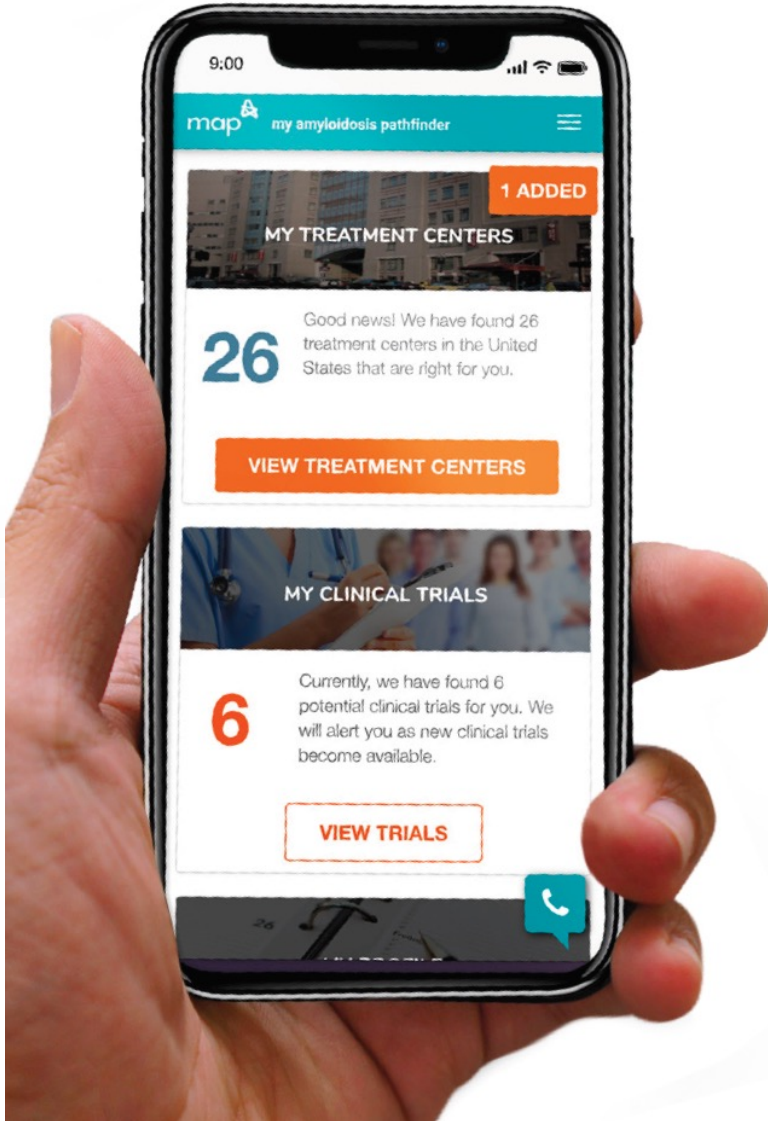 9:00
map my amyloidosis pathfinder
1 ADDED
MY TREATMENT CENTERS
26
Good news! We have found 26
treatment centers in the United
States that are right for you.
VIEW TREATMENT CENTERS
MY CLINICAL TRIALS
6
Currently, we have found 6
potential clinical trials for you. We
will alert you as new clinical trials
become available.
VIEW TRIALS
26